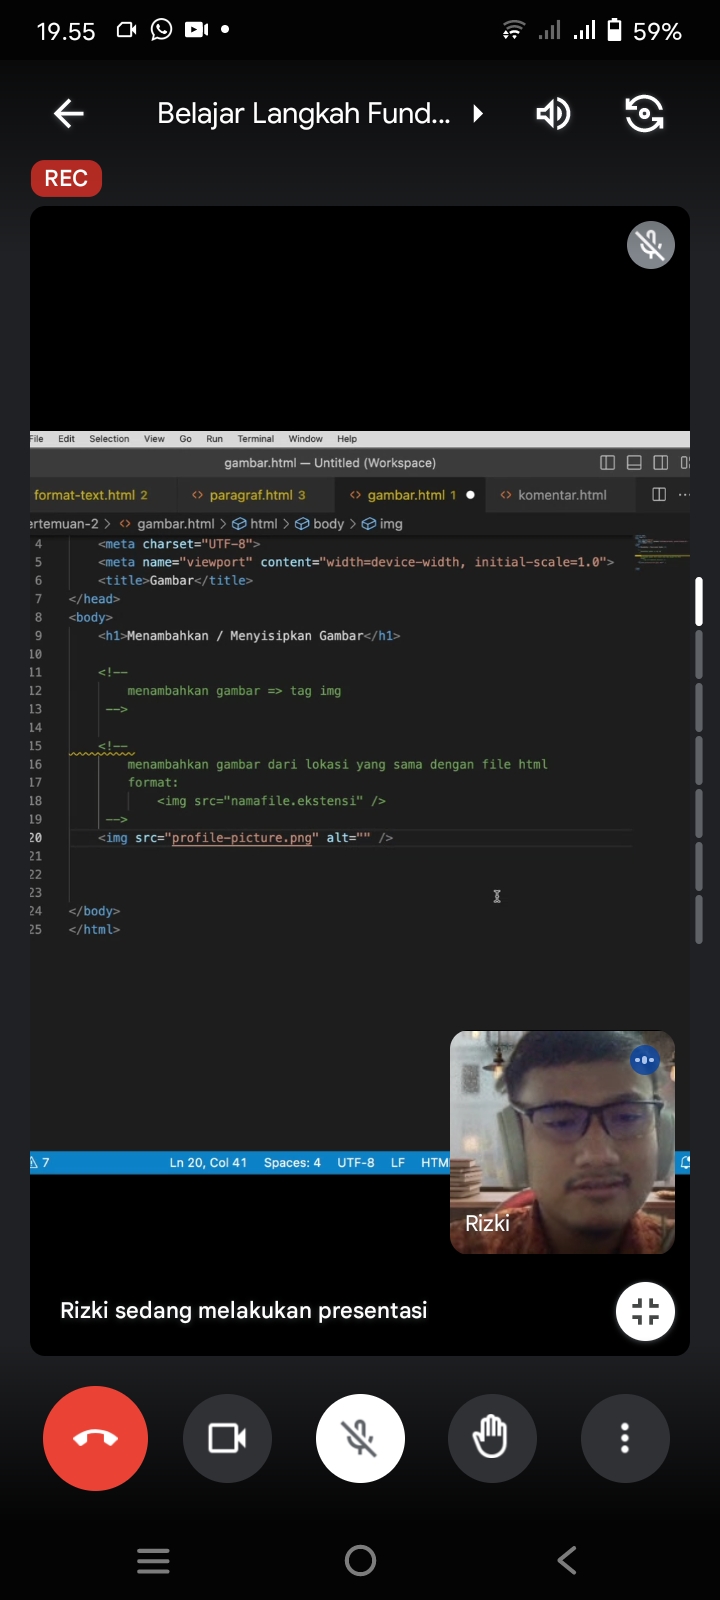 19.55 59%
Belajar Langkah Fund...
REC
File Edit Selection View Go Run Terminal Window Help
gambar.html — Untitled (Workspace)
format-text.html 2 <> paragraf.html 3 <> gambar.html 1 ● <> komentar.html ...
ertemuan-2 > <> gambar.html > html > body > img
4 <meta charset="UTF-8">
5 <meta name="viewport" content="width=device-width, initial-scale=1.0">
6 <title>Gambar</title>
7 </head>
8 <body>
9 <h1>Menambahkan / Menyisipkan Gambar</h1>
10
11 <!--
12 menambahkan gambar => tag img
13 -->
14
15 <!--
16 menambahkan gambar dari lokasi yang sama dengan file html
17 format:
18 <img src="namafile.ekstensi" />
19 -->
20 <img src="profile-picture.png" alt="" />
21
22
23
24 </body>
25 </html>
7 Ln 20, Col 41 Spaces: 4 UTF-8 LF HTM
Rizki
Rizki sedang melakukan presentasi